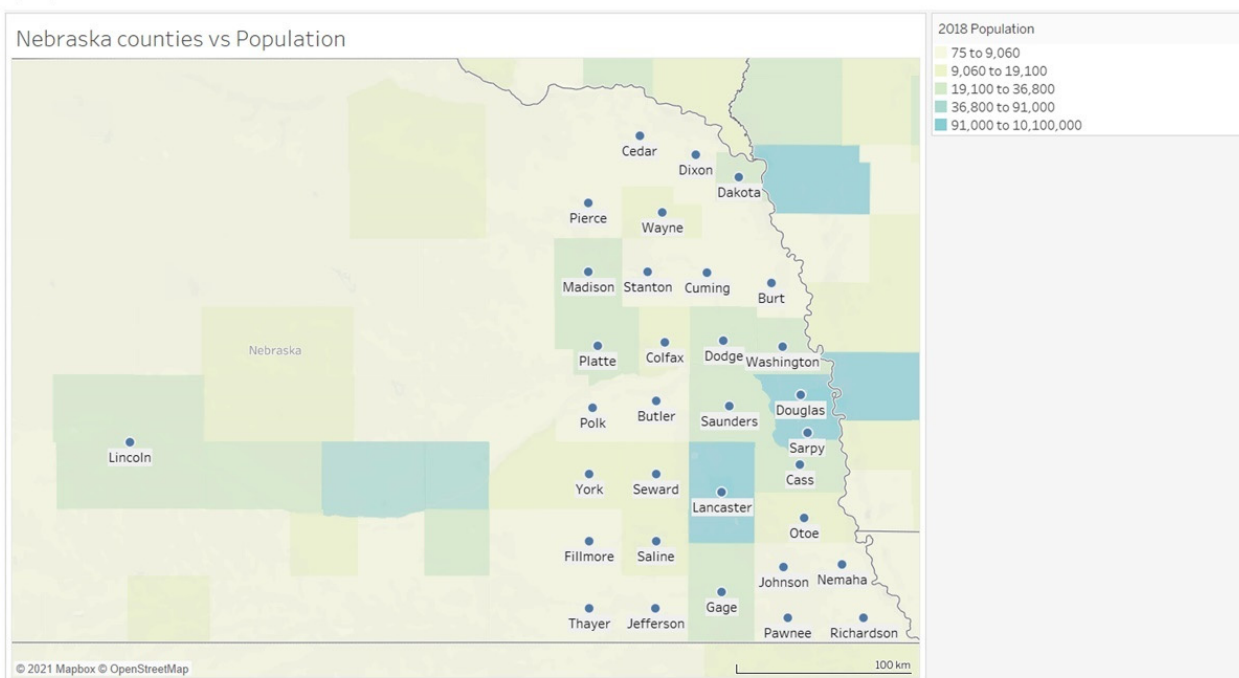 Nebraska counties vs Population
2018 Population
75 to 9,060
9,060 to 19,100
19,100 to 36,800
36,800 to 91,000
91,000 to 10,100,000
Cedar
Dixon
Dakota
Pierce
Wayne
Madison
Stanton
Cuming
Burt
Nebraska
Platte
Colfax
Dodge
Washington
Polk
Butler
Saunders
Douglas
Sarpy
Lincoln
York
Seward
Lancaster
Cass
Otoe
Fillmore
Saline
Johnson
Nemaha
Gage
Thayer
Jefferson
Pawnee
Richardson
© 2021 Mapbox © OpenStreetMap
100 km